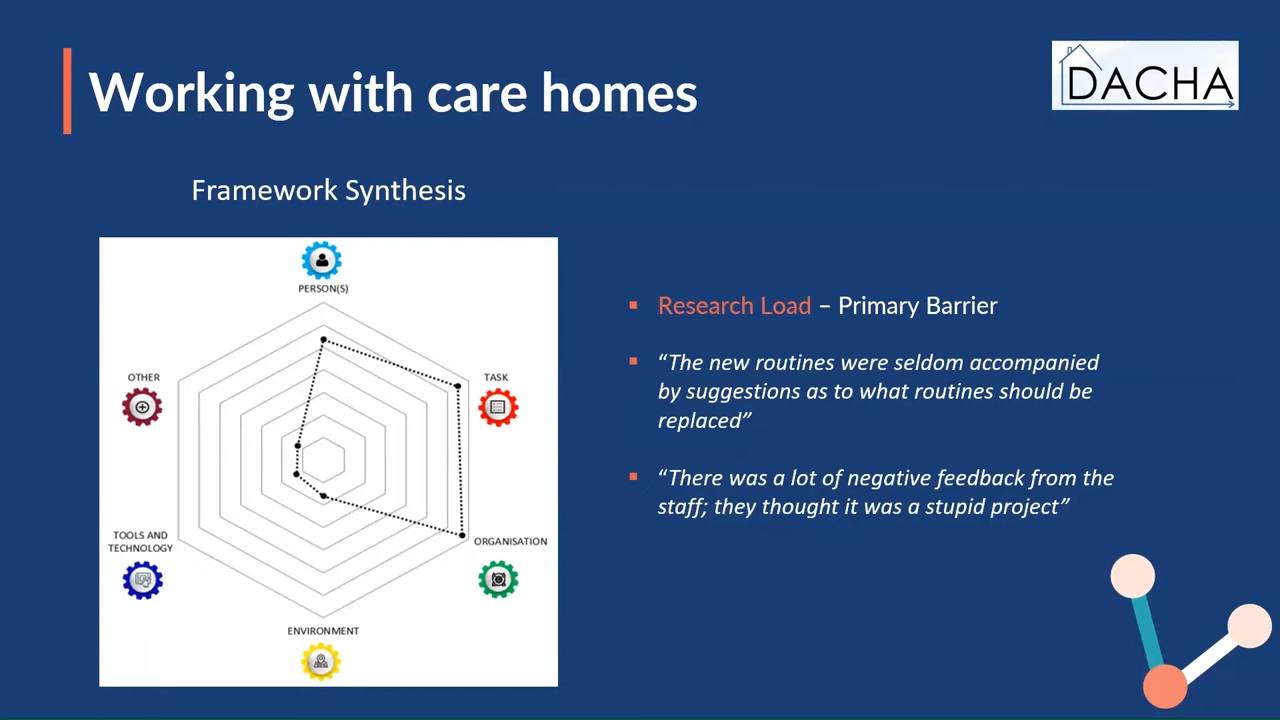 Working with care homes
DACHA
Framework Synthesis
PERSON(S)
OTHER
TASK
TOOLS AND
TECHNOLOGY
ORGANISATION
ENVIRONMENT
▪ Research Load – Primary Barrier
▪ “The new routines were seldom accompanied
by suggestions as to what routines should be
replaced”
▪ “There was a lot of negative feedback from the
staff; they thought it was a stupid project”